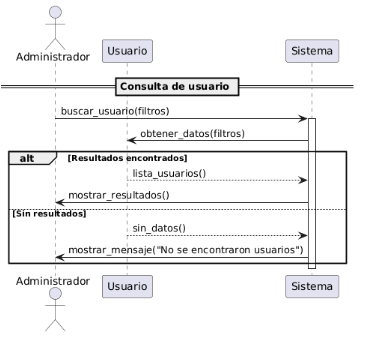 Administrador
Usuario
Sistema
Consulta de usuario
buscar_usuario(filtros)
obtener_datos(filtros)
alt
[Resultados encontrados]
lista_usuarios()
mostrar_resultados()
[Sin resultados]
sin_datos()
mostrar_mensaje("No se encontraron usuarios")
Administrador
Usuario
Sistema